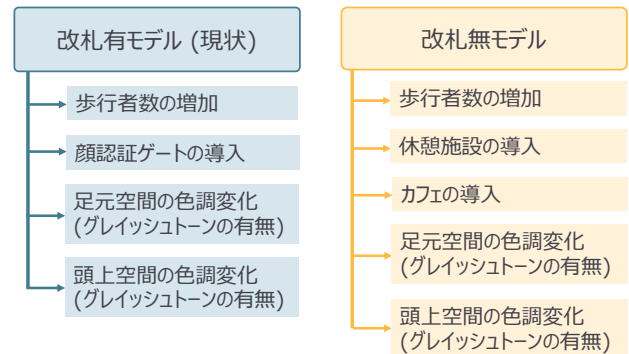 改札有モデル (現状)
歩行者数の増加
顔認証ゲートの導入
足元空間の色調変化
(グレイッシュトーンの有無)
頭上空間の色調変化
(グレイッシュトーンの有無)
改札無モデル
歩行者数の増加
休憩施設の導入
カフェの導入
足元空間の色調変化
(グレイッシュトーンの有無)
頭上空間の色調変化
(グレイッシュトーンの有無)